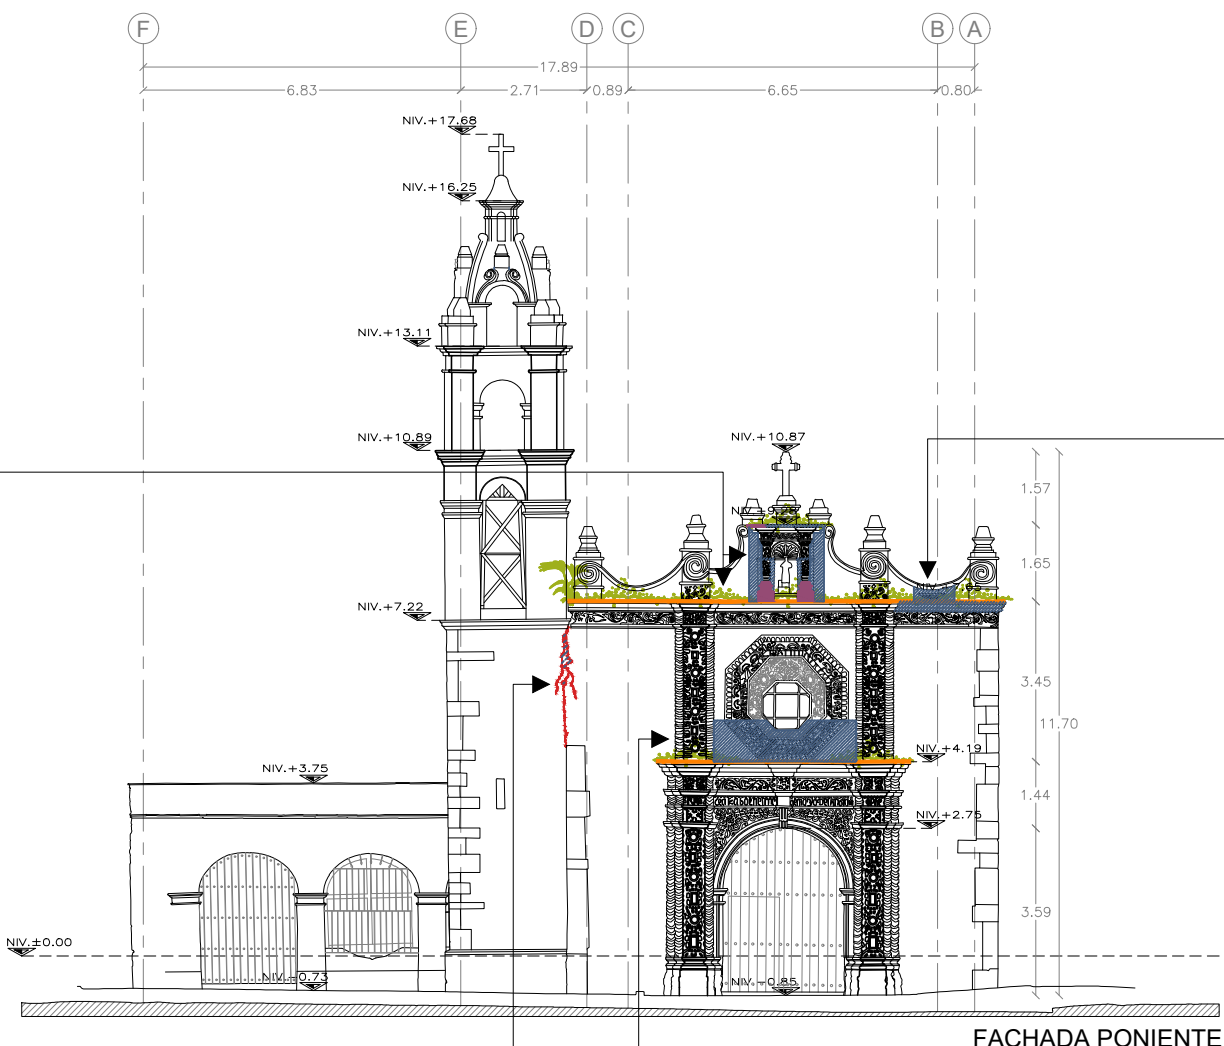 F E D C B A
17.89
6.83 2.71 0.89 6.65 0.80
NIV.+17.68
NIV.+16.25
NIV.+13.11
NIV.+10.89
NIV.+10.87
1.57
1.65
NIV.+7.22
3.45
11.70
NIV.+4.19
NIV.+3.75
1.44
NIV.+2.75
3.59
NIV.±0.00
NIV.-0.73
NIV.-0.85
FACHADA PONIENTE